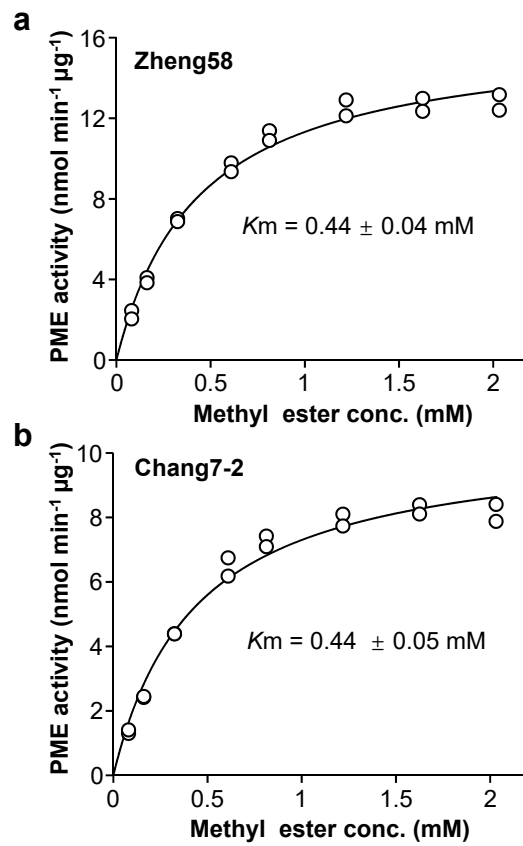 a
Zheng58
PME activity (nmol min⁻¹ µg⁻¹)
16
12
8
4
0
Km = 0.44 ± 0.04 mM
0 0.5 1 1.5 2
Methyl ester conc. (mM)
b
Chang7-2
PME activity (nmol min⁻¹ µg⁻¹)
10
8
6
4
2
0
Km = 0.44 ± 0.05 mM
0 0.5 1 1.5 2
Methyl ester conc. (mM)